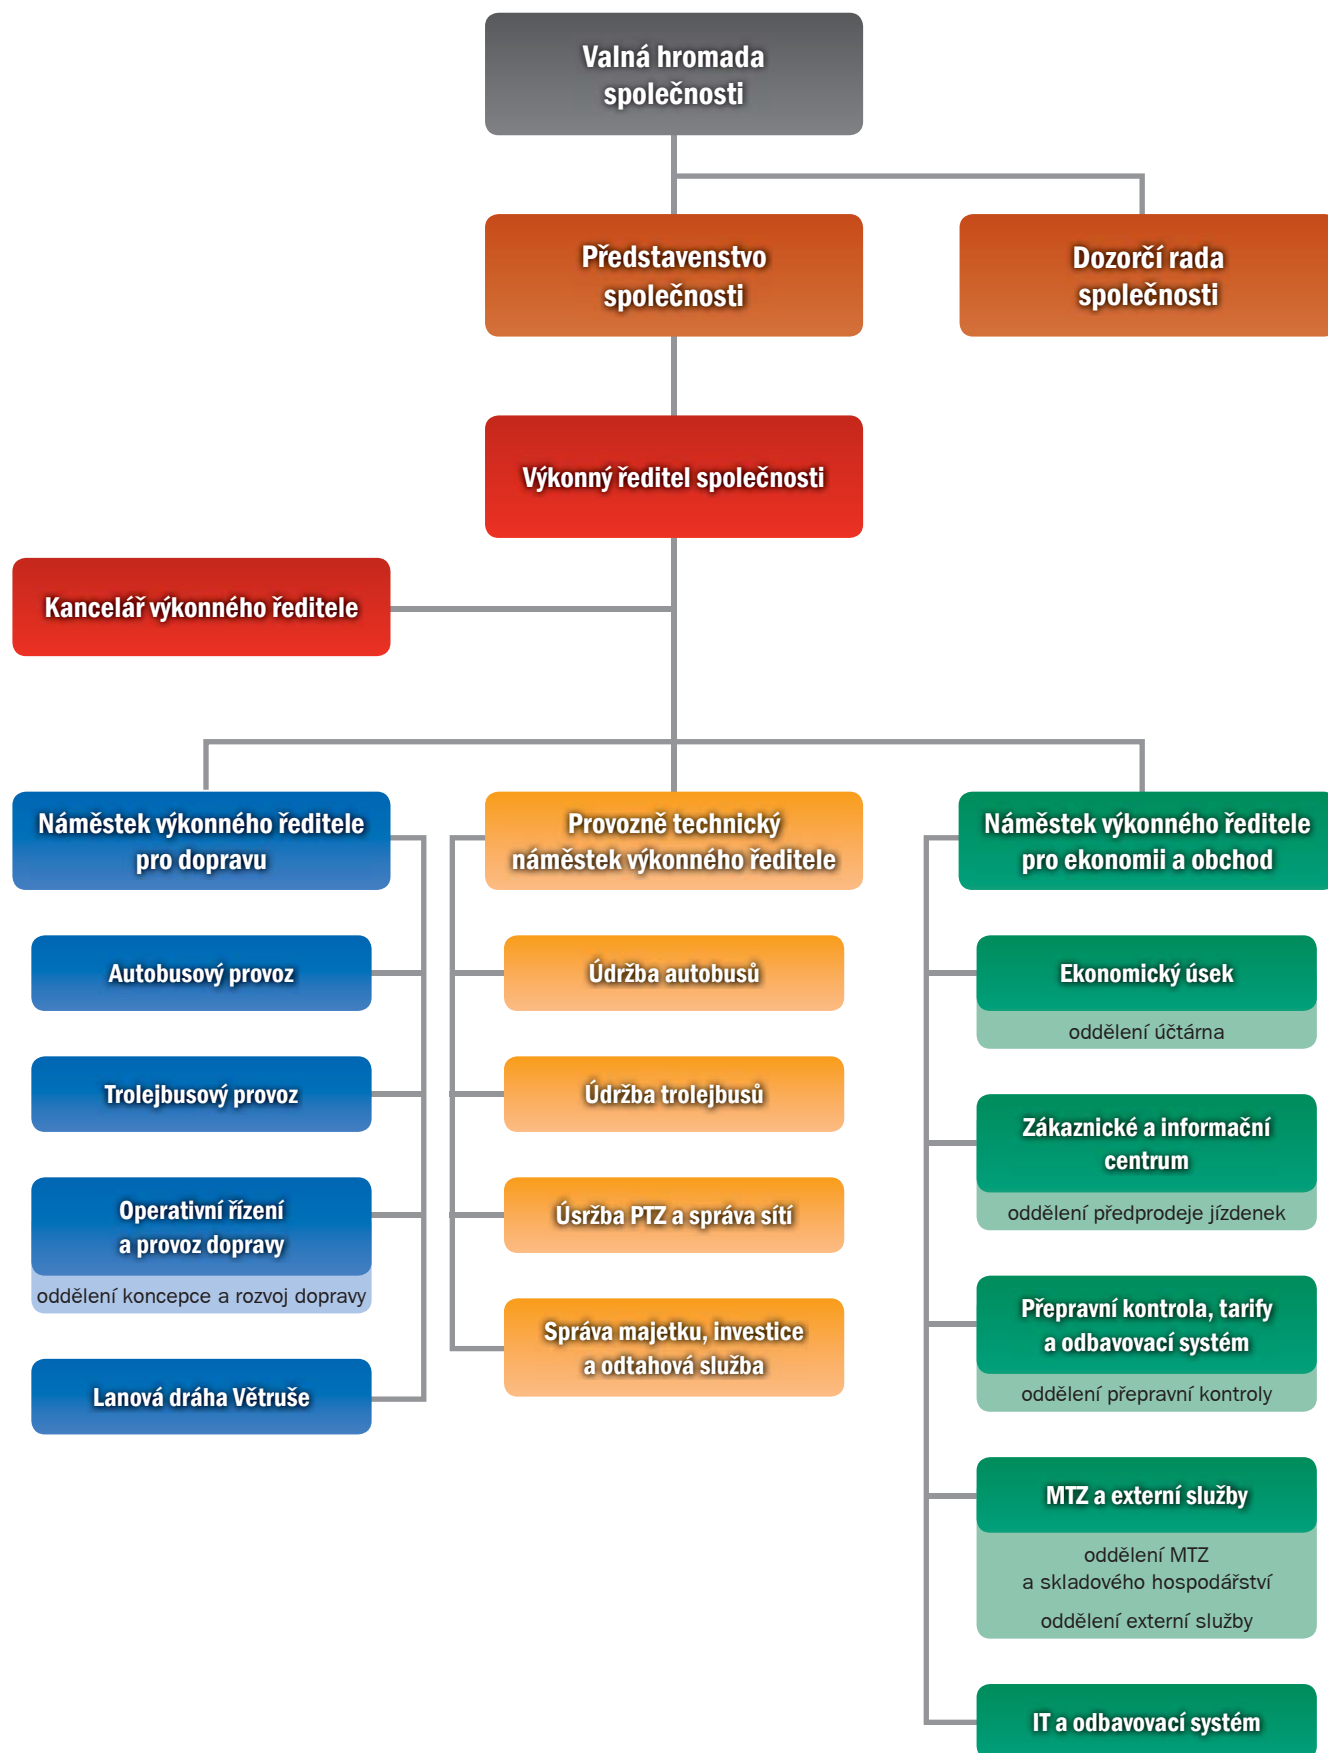 Valná hromada
společnosti
Představenstvo
společnosti
Dozorčí rada
společnosti
Výkonný ředitel společnosti
Kancelář výkonného ředitele
Náměstek výkonného ředitele
pro dopravu
Autobusový provoz
Trolejbusový provoz
Operativní řízení
a provoz dopravy
oddělení koncepce a rozvoj dopravy
Lanová dráha Větruše
Provozně technický
náměstek výkonného ředitele
Údržba autobusů
Údržba trolejbusů
Úsržba PTZ a správa sítí
Správa majetku, investice
a odtahová služba
Náměstek výkonného ředitele
pro ekonomii a obchod
Ekonomický úsek
oddělení účtárna
Zákaznické a informační
centrum
oddělení předprodeje jízdenek
Přepravní kontrola, tarify
a odbavovací systém
oddělení přepravní kontroly
MTZ a externí služby
oddělení MTZ
a skladového hospodářství
oddělení externí služby
IT a odbavovací systém